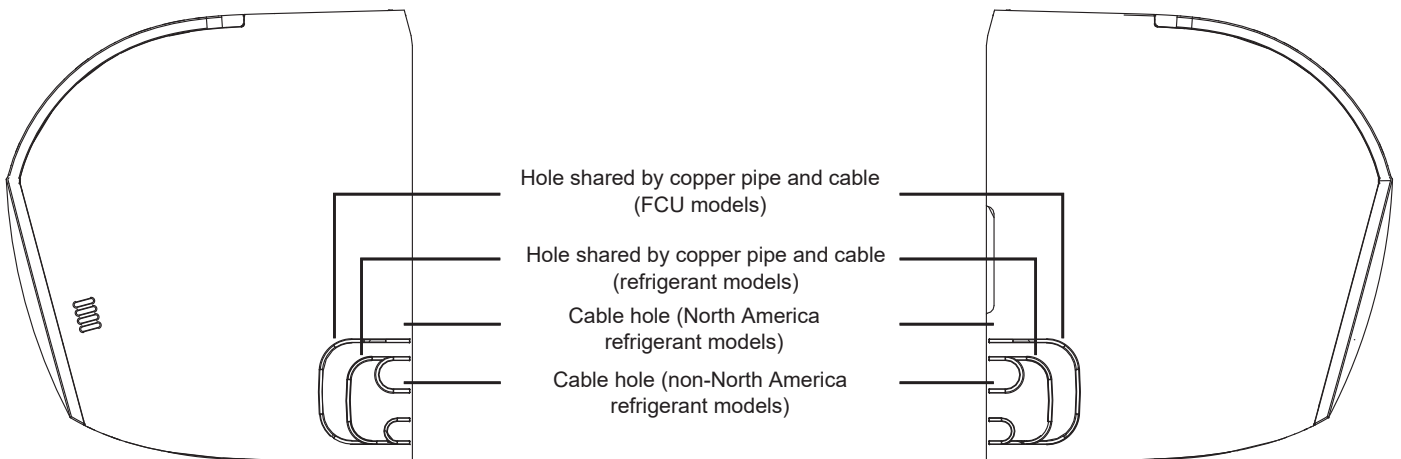 Hole shared by copper pipe and cable
(FCU models)
Hole shared by copper pipe and cable
(refrigerant models)
Cable hole (North America
refrigerant models)
Cable hole (non-North America
refrigerant models)